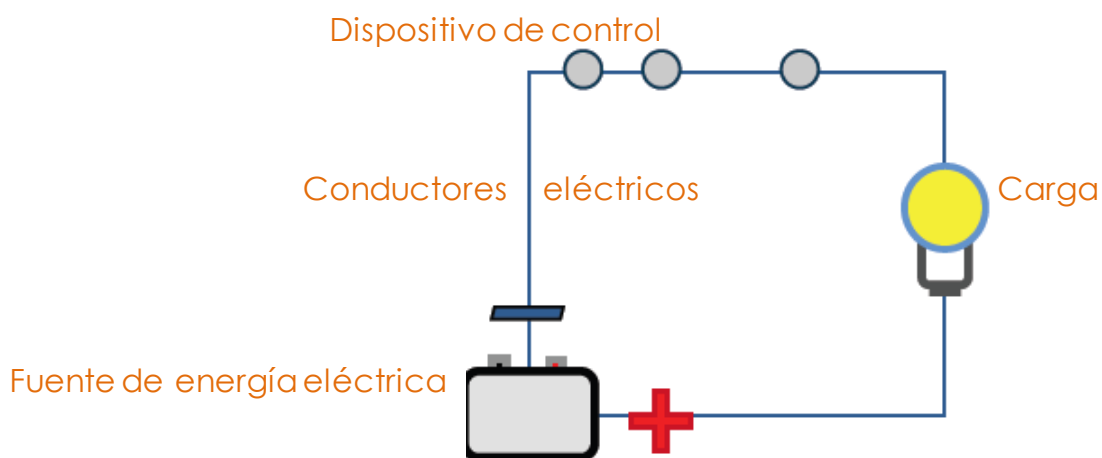 Dispositivo de control
Conductores eléctricos
Carga
Fuente de energía eléctrica